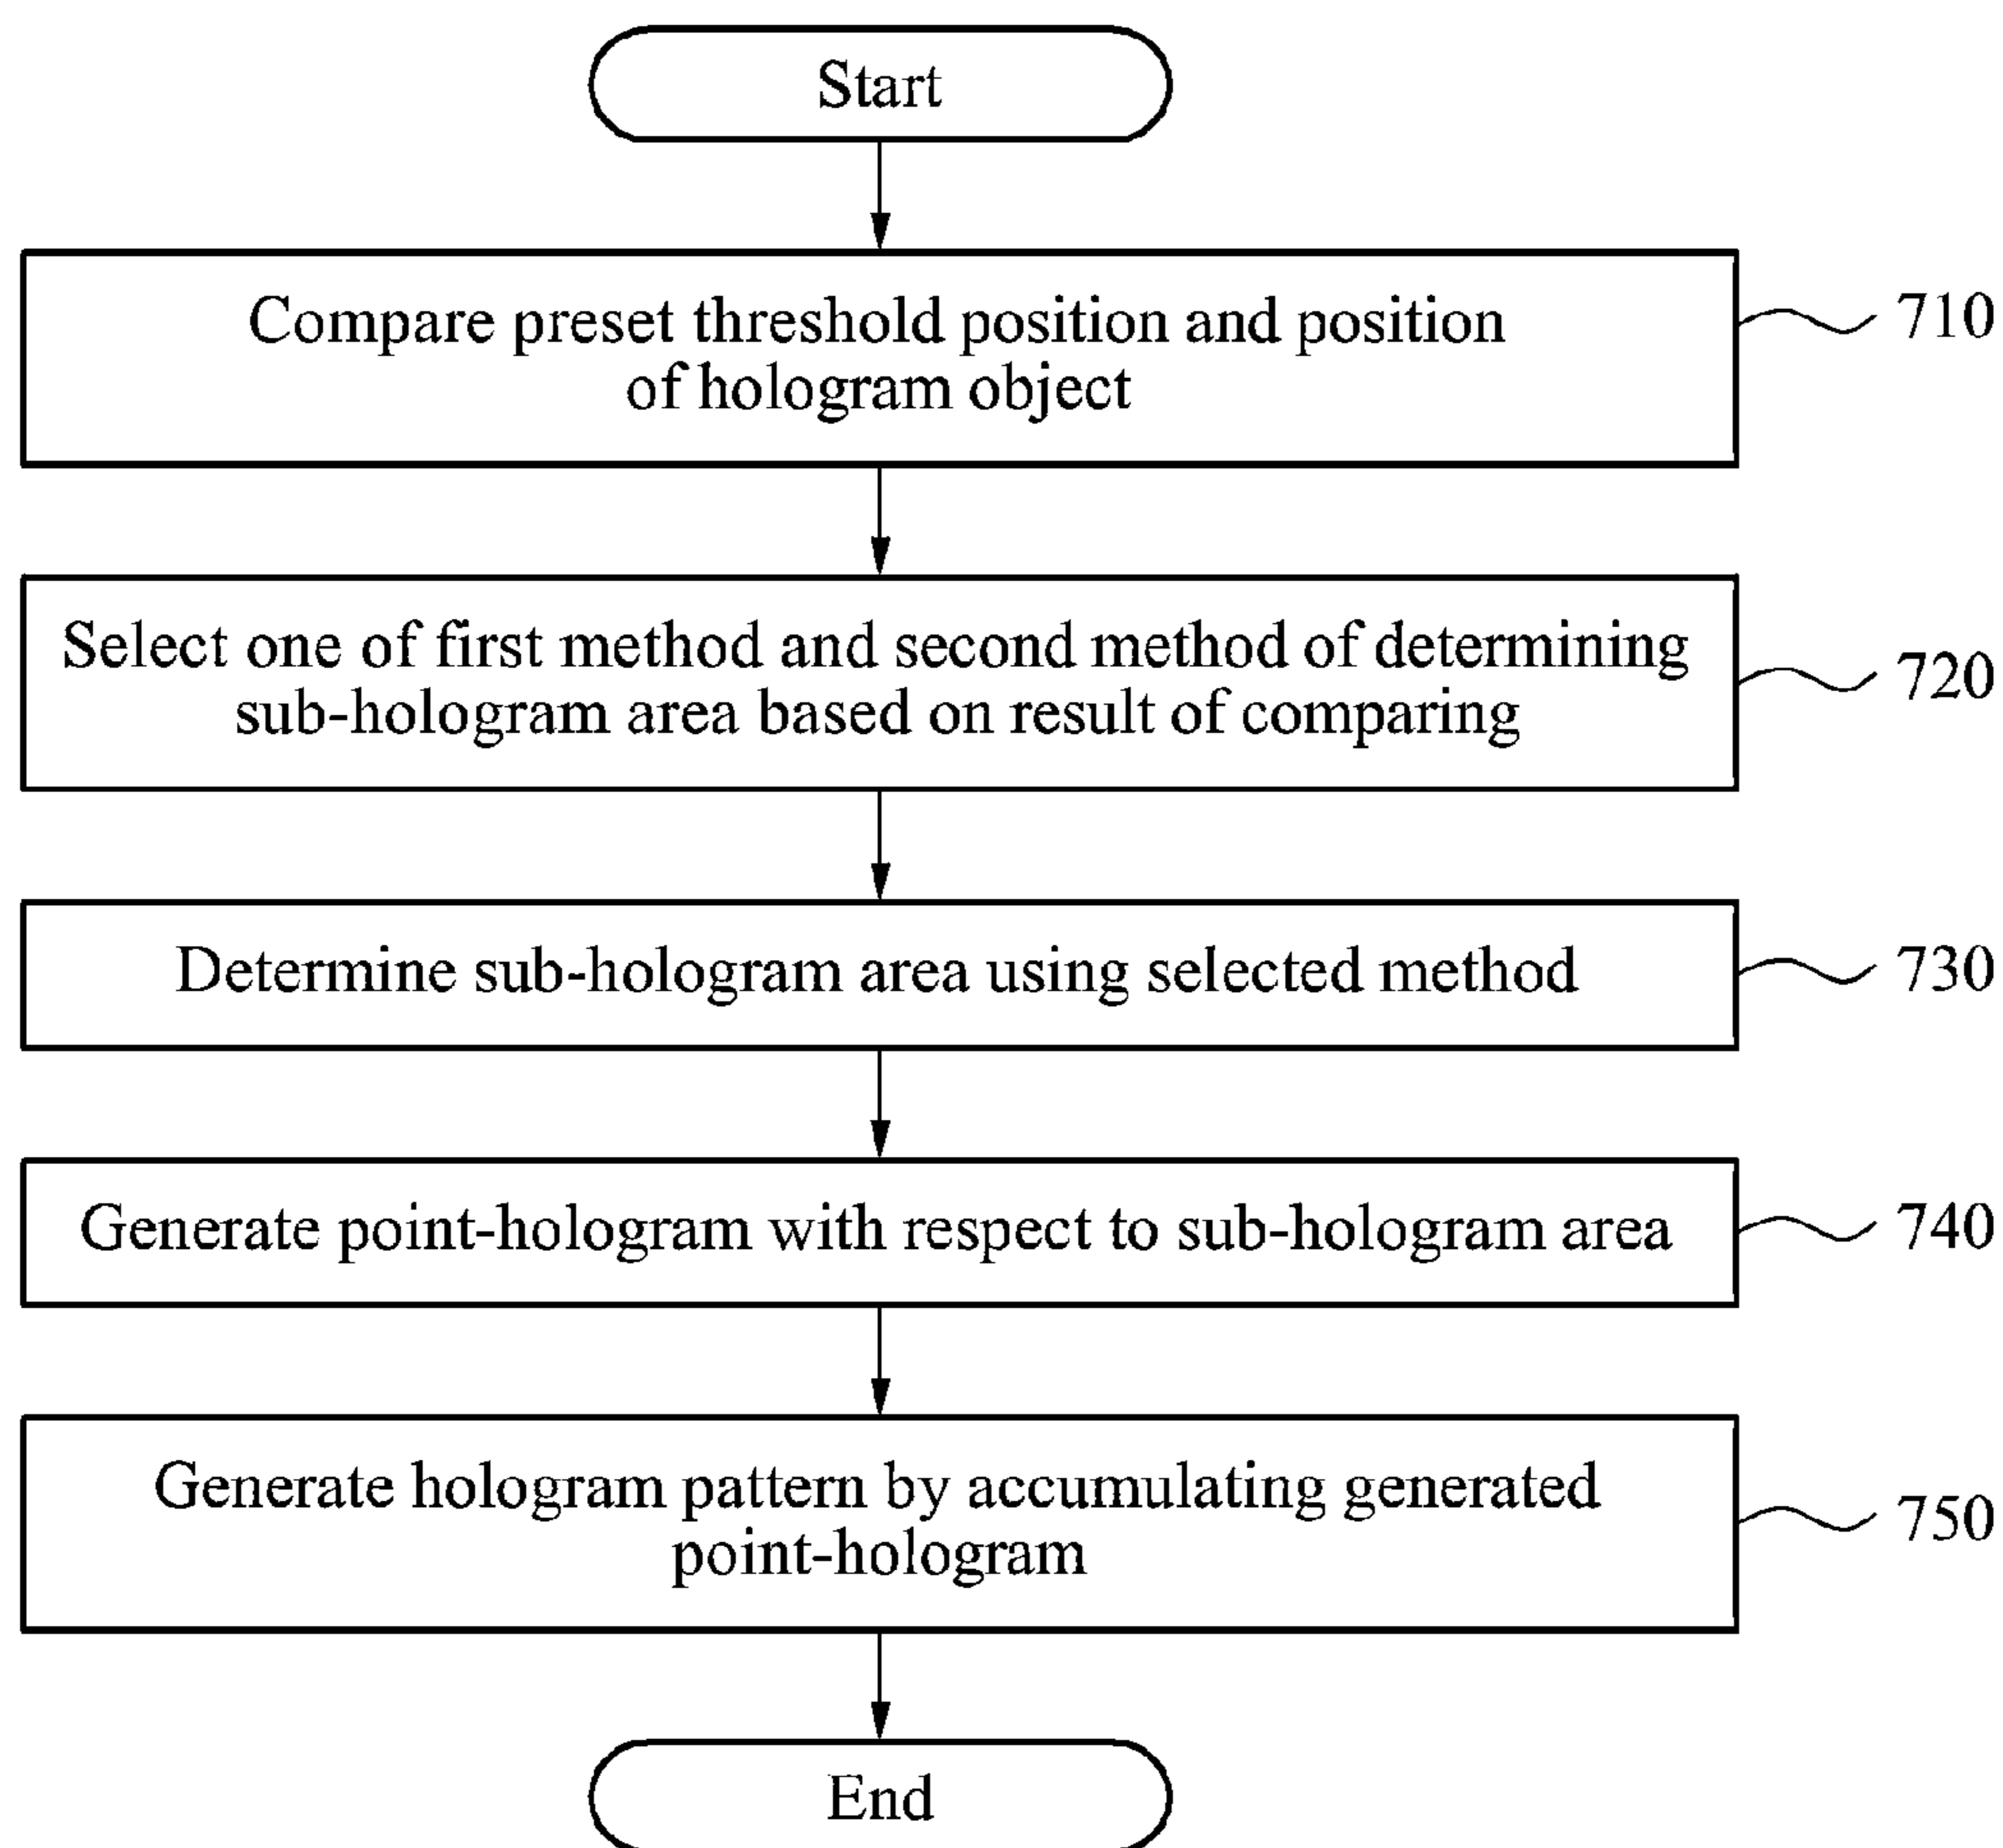 Start
Compare preset threshold position and position
of hologram object
710
Select one of first method and second method of determining
sub-hologram area based on result of comparing
720
Determine sub-hologram area using selected method
730
Generate point-hologram with respect to sub-hologram area
740
Generate hologram pattern by accumulating generated
point-hologram
750
End